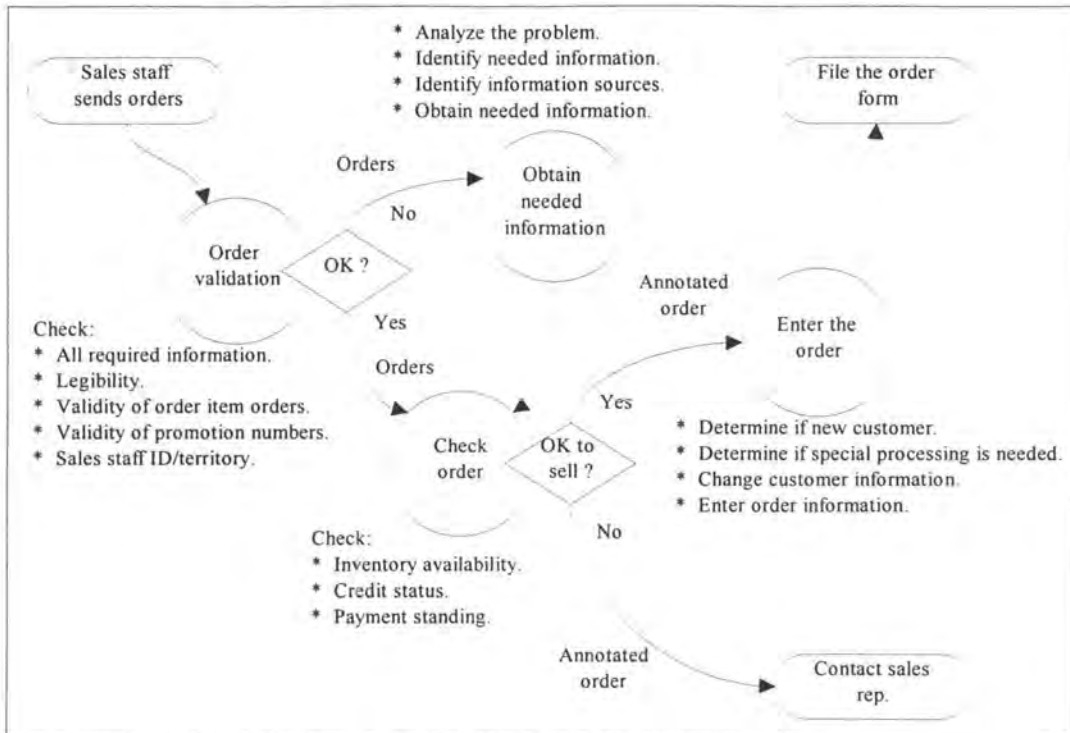 Sales staff
sends orders
* Analyze the problem.
* Identify needed information.
* Identify information sources.
* Obtain needed information.
File the order
form
Orders
No
Obtain
needed
information
Order
validation
OK ?
Yes
Annotated
order
Enter the
order
Check:
* All required information.
* Legibility.
* Validity of order item orders.
* Validity of promotion numbers.
* Sales staff ID/territory.
Orders
Check
order
OK to
sell ?
Yes
No
* Determine if new customer.
* Determine if special processing is needed.
* Change customer information.
* Enter order information.
Check:
* Inventory availability.
* Credit status.
* Payment standing.
Annotated
order
Contact sales
rep.